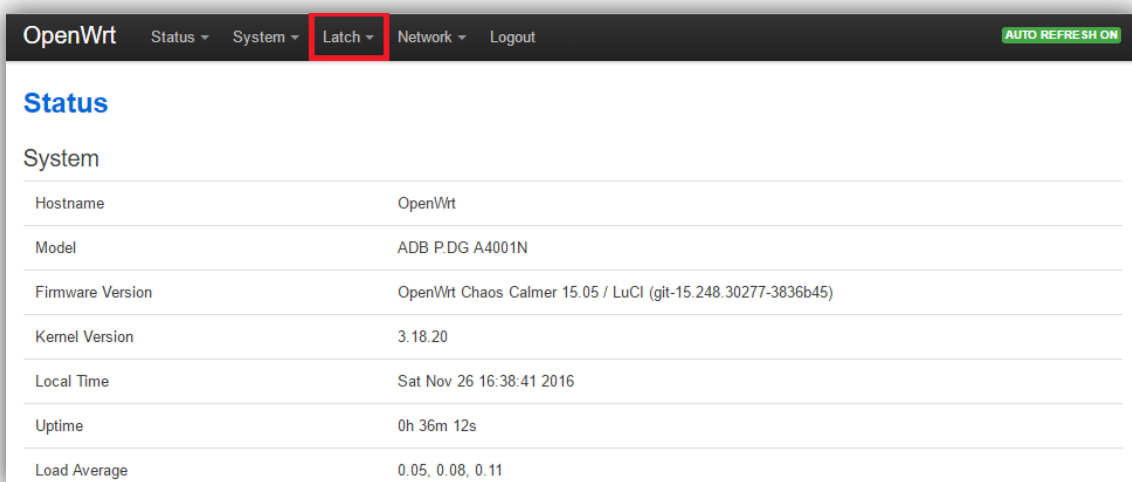 OpenWrt Status System Latch Network Logout AUTO REFRESH ON
Status
System
Hostname OpenWrt
Model ADB P.DG A4001N
Firmware Version OpenWrt Chaos Calmer 15.05 / LuCI (git-15.248.30277-3836b45)
Kernel Version 3.18.20
Local Time Sat Nov 26 16:38:41 2016
Uptime 0h 36m 12s
Load Average 0.05, 0.08, 0.11